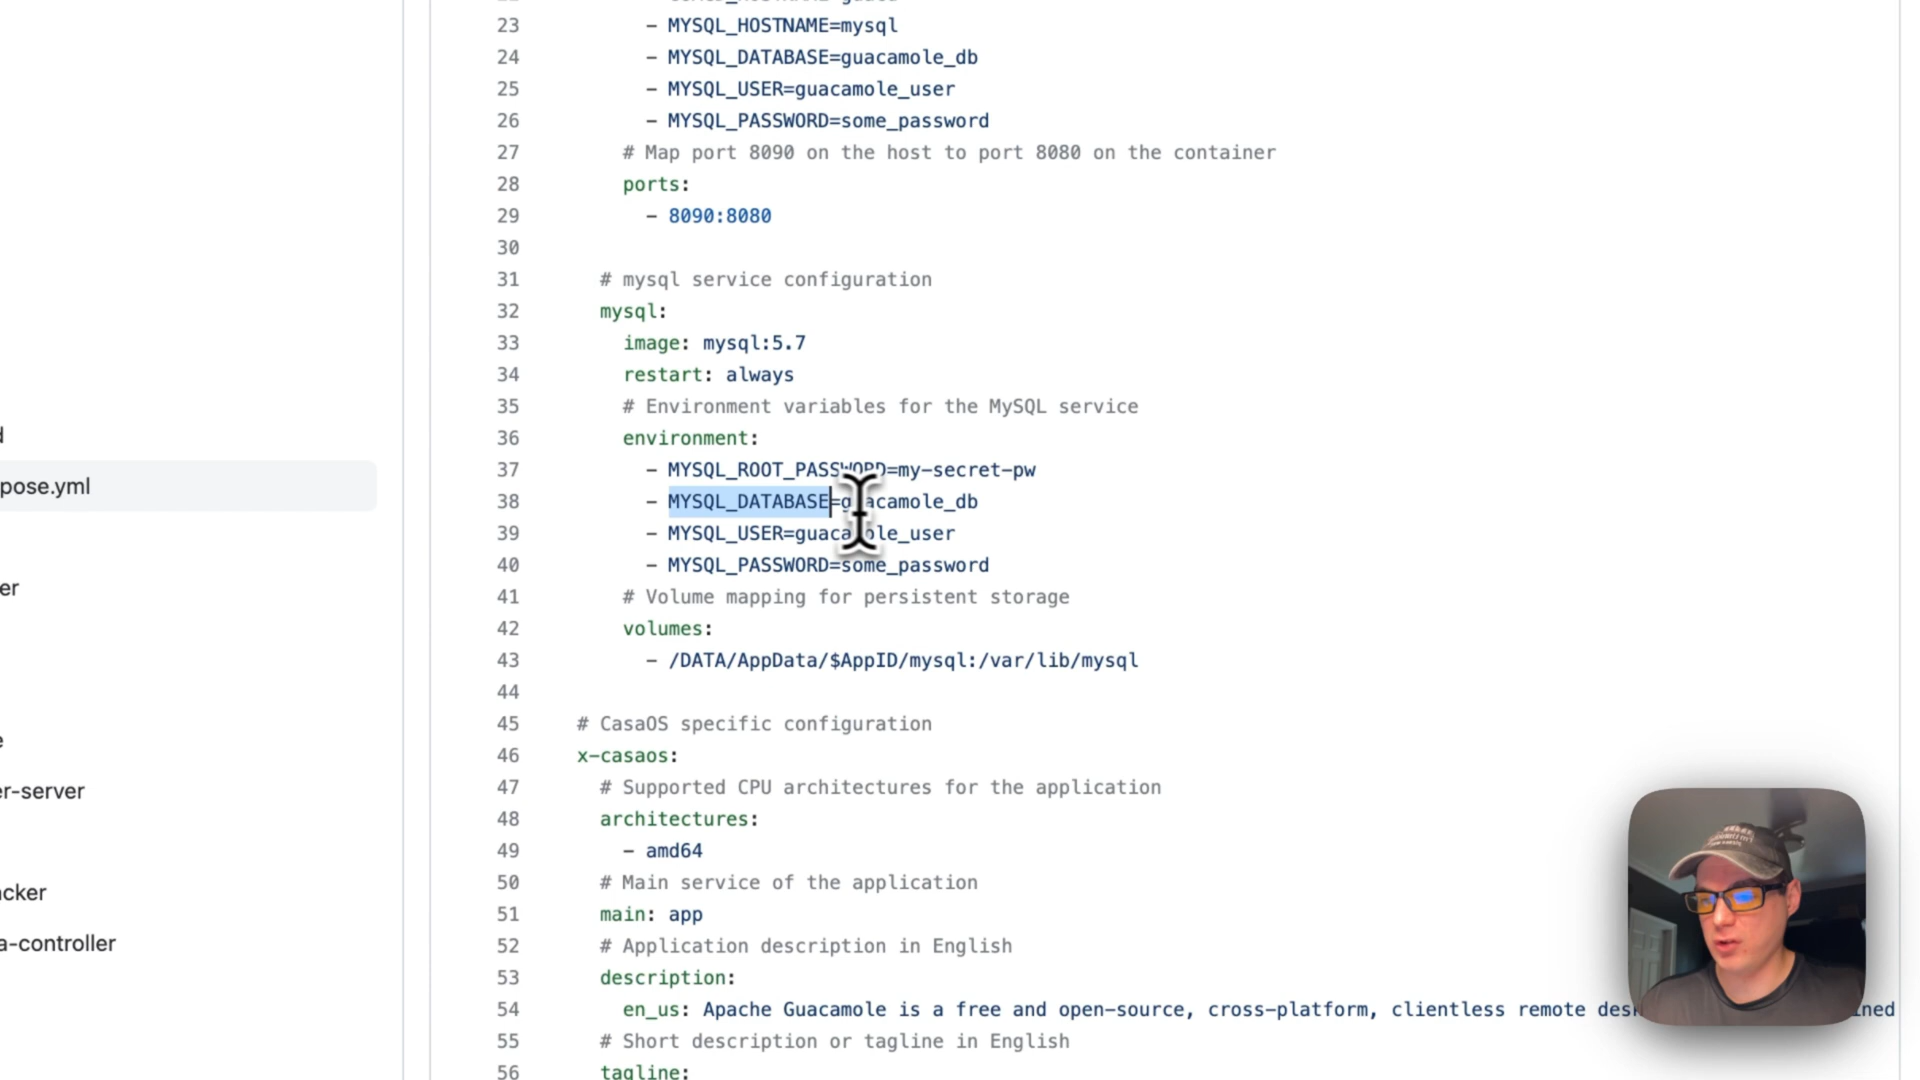 23 - MYSQL_HOSTNAME=mysql
24 - MYSQL_DATABASE=guacamole_db
25 - MYSQL_USER=guacamole_user
26 - MYSQL_PASSWORD=some_password
27 # Map port 8090 on the host to port 8080 on the container
28 ports:
29 - 8090:8080
30
31 # mysql service configuration
32 mysql:
33 image: mysql:5.7
34 restart: always
35 # Environment variables for the MySQL service
d
36 environment:
pose.yml
37 - MYSQL_ROOT_PASSWORD=my-secret-pw
38 - MYSQL_DATABASE=guacamole_db
39 - MYSQL_USER=guacamole_user
40 - MYSQL_PASSWORD=some_password
er
41 # Volume mapping for persistent storage
42 volumes:
43 - /DATA/AppData/$AppID/mysql:/var/lib/mysql
44
45 # CasaOS specific configuration
e
46 x-casaos:
er-server
47 # Supported CPU architectures for the application
48 architectures:
49 - amd64
acker
50 # Main service of the application
51 main: app
a-controller
52 # Application description in English
53 description:
54 en_us: Apache Guacamole is a free and open-source, cross-platform, clientless remote
55 # Short description or tagline in English
56 tagline: